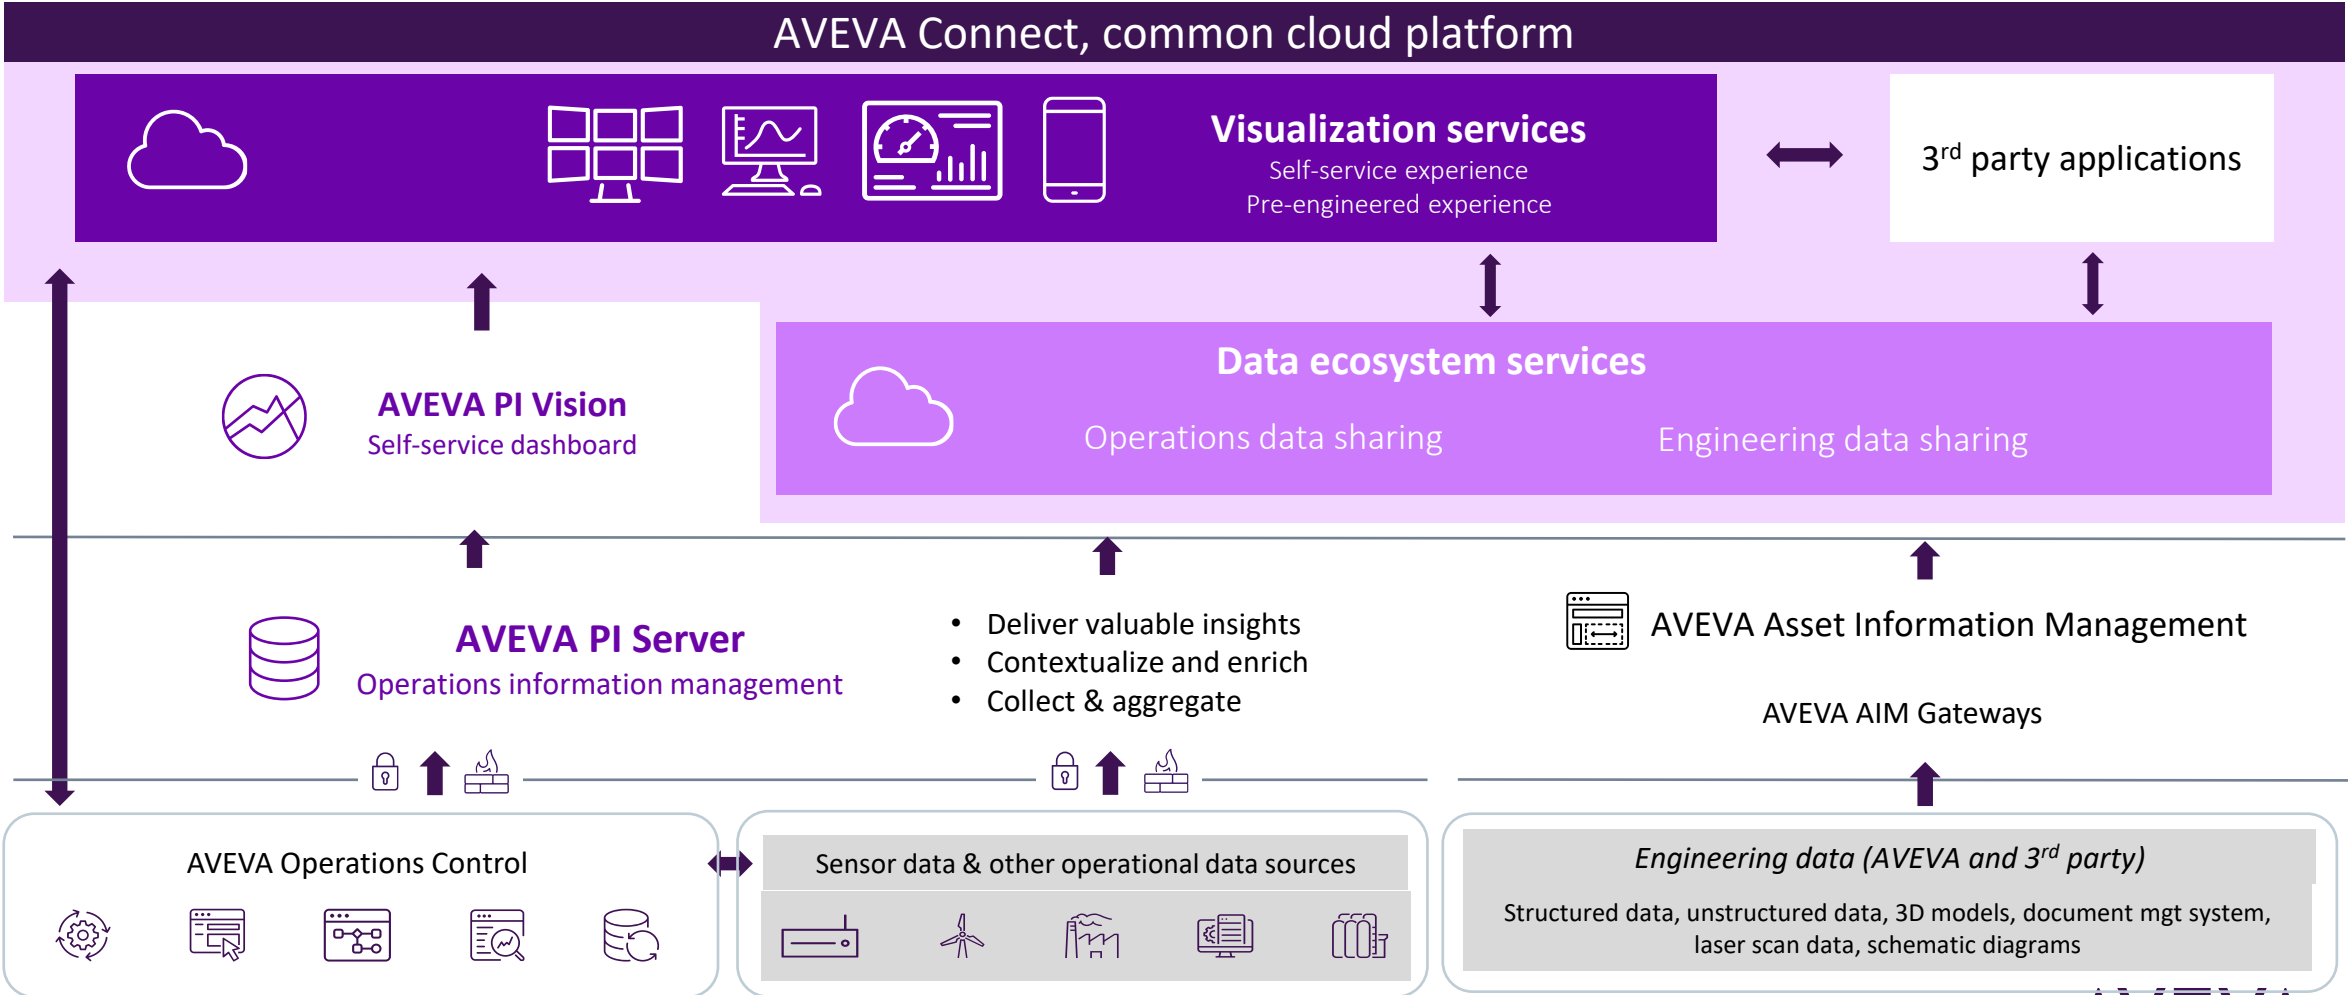 AVEVA Connect, common cloud platform
Visualization services
Self-service experience
Pre-engineered experience
3rd party applications
AVEVA PI Vision
Self-service dashboard
Data ecosystem services
Operations data sharing
Engineering data sharing
AVEVA PI Server
Operations information management
• Deliver valuable insights
• Contextualize and enrich
• Collect & aggregate
AVEVA Asset Information Management
AVEVA AIM Gateways
AVEVA Operations Control
Sensor data & other operational data sources
Engineering data (AVEVA and 3rd party)
Structured data, unstructured data, 3D models, document mgt system,
laser scan data, schematic diagrams